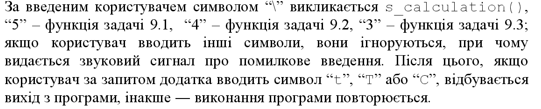 За введеним користувачем символом “\” викликається s_calculation(),
“5” – функція задачі 9.1, “4” – функція задачі 9.2, “3” – функція задачі 9.3;
якщо користувач вводить інші символи, вони ігноруються, при чому
видається звуковий сигнал про помилкове введення. Після цього, якщо
користувач за запитом додатка вводить символ “t”, “T” або “C”, відбувається
вихід з програми, інакше — виконання програми повторюється.